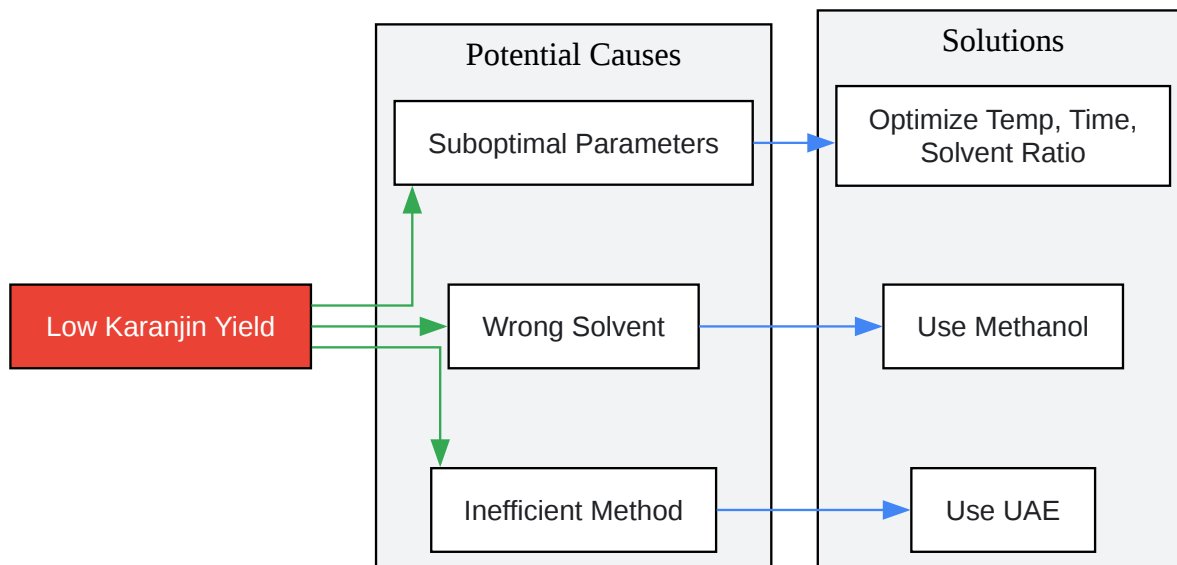 Potential Causes
Solutions
Suboptimal Parameters
Optimize Temp, Time,
Solvent Ratio
Low Karanjin Yield
Wrong Solvent
Use Methanol
Inefficient Method
Use UAE